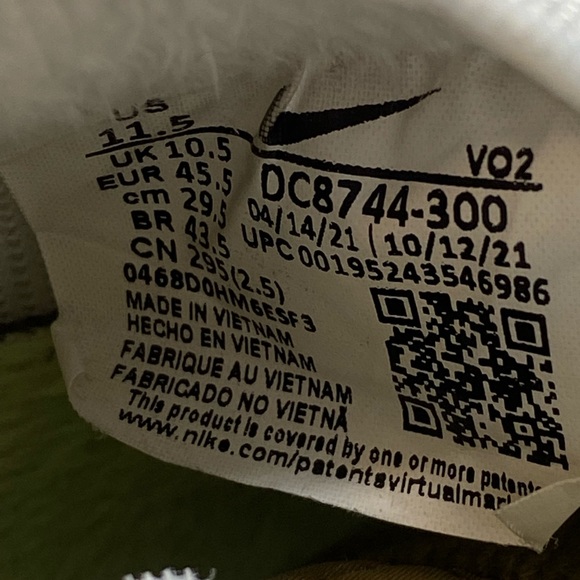 US
11.5
UK 10.5
EUR 45.5
cm 29.5
BR 43.5
CN 295(2.5)
VO2
DC8744-300
04/14/21 | 10/12/21
UPC 00195243546986
0468D0HM6ESF3
MADE IN VIETNAM
HECHO EN VIETNAM
FABRIQUE AU VIETNAM
FABRICADO NO VIETNÃ
This product is covered by one or more patents
www.nike.com/patentsvirtualmar